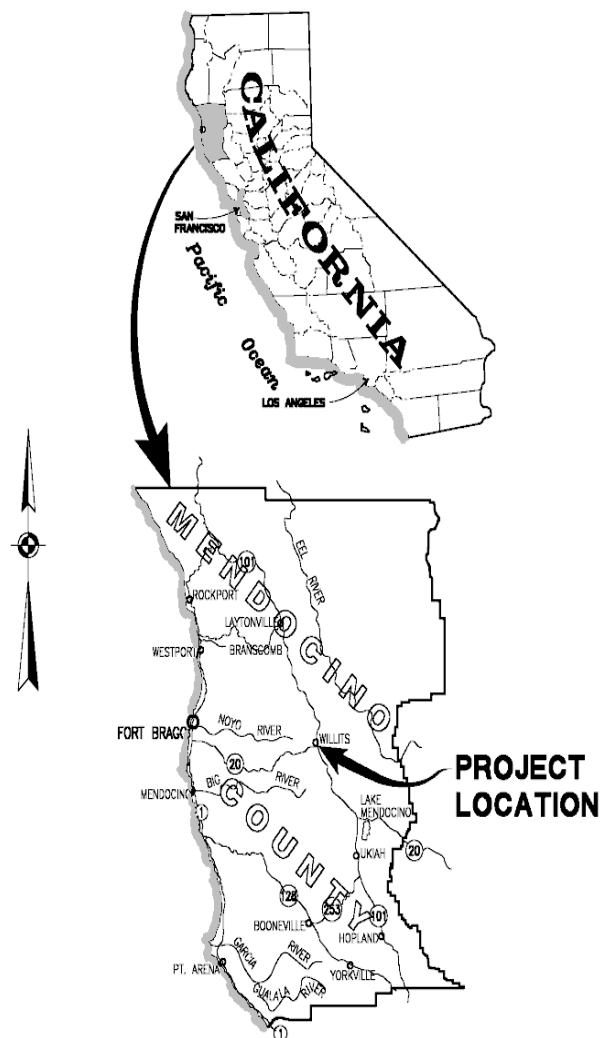 CALIFORNIA
SAN
FRANCISCO
Pacific
Ocean
LOS ANGELES
MENDOCINO
101
EEL
RIVER
ROCKPORT
LAYTONVILLE
WESTPORT
BRANSCOMB
FORT BRAGG
NOYO RIVER
WILLITS
20
PROJECT
LOCATION
BIG RIVER
MENDOCINO
COUNTY
LAKE
MENDOCINO
1
20
UKIAH
128
253
101
BOONEVILLE
HOPLAND
GARCIA RIVER
PT. ARENA
YORKVILLE
GUALALA RIVER
1